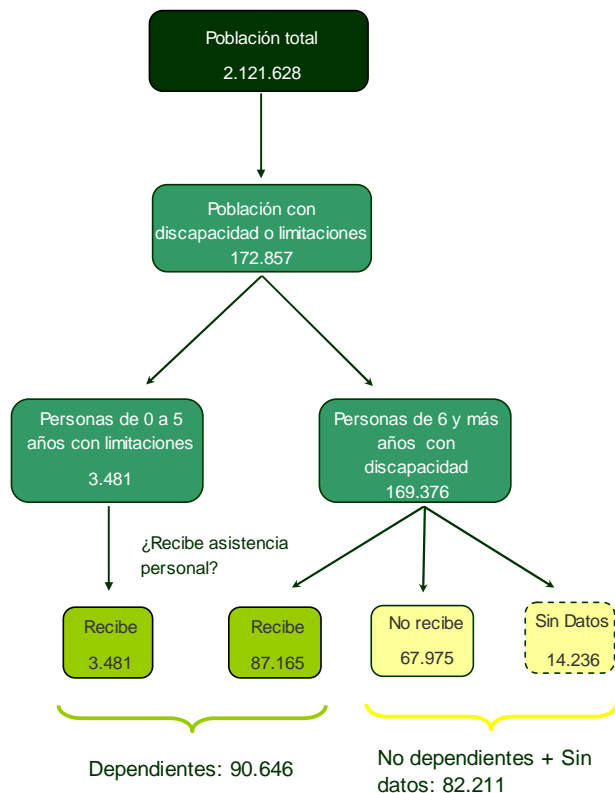 Población total
2.121.628
Población con
discapacidad o limitaciones
172.857
Personas de 0 a 5
años con limitaciones
3.481
Personas de 6 y más
años con
discapacidad
169.376
¿Recibe asistencia
personal?
Recibe
3.481
Recibe
87.165
No recibe
67.975
Sin Datos
14.236
Dependientes: 90.646
No dependientes + Sin
datos: 82.211